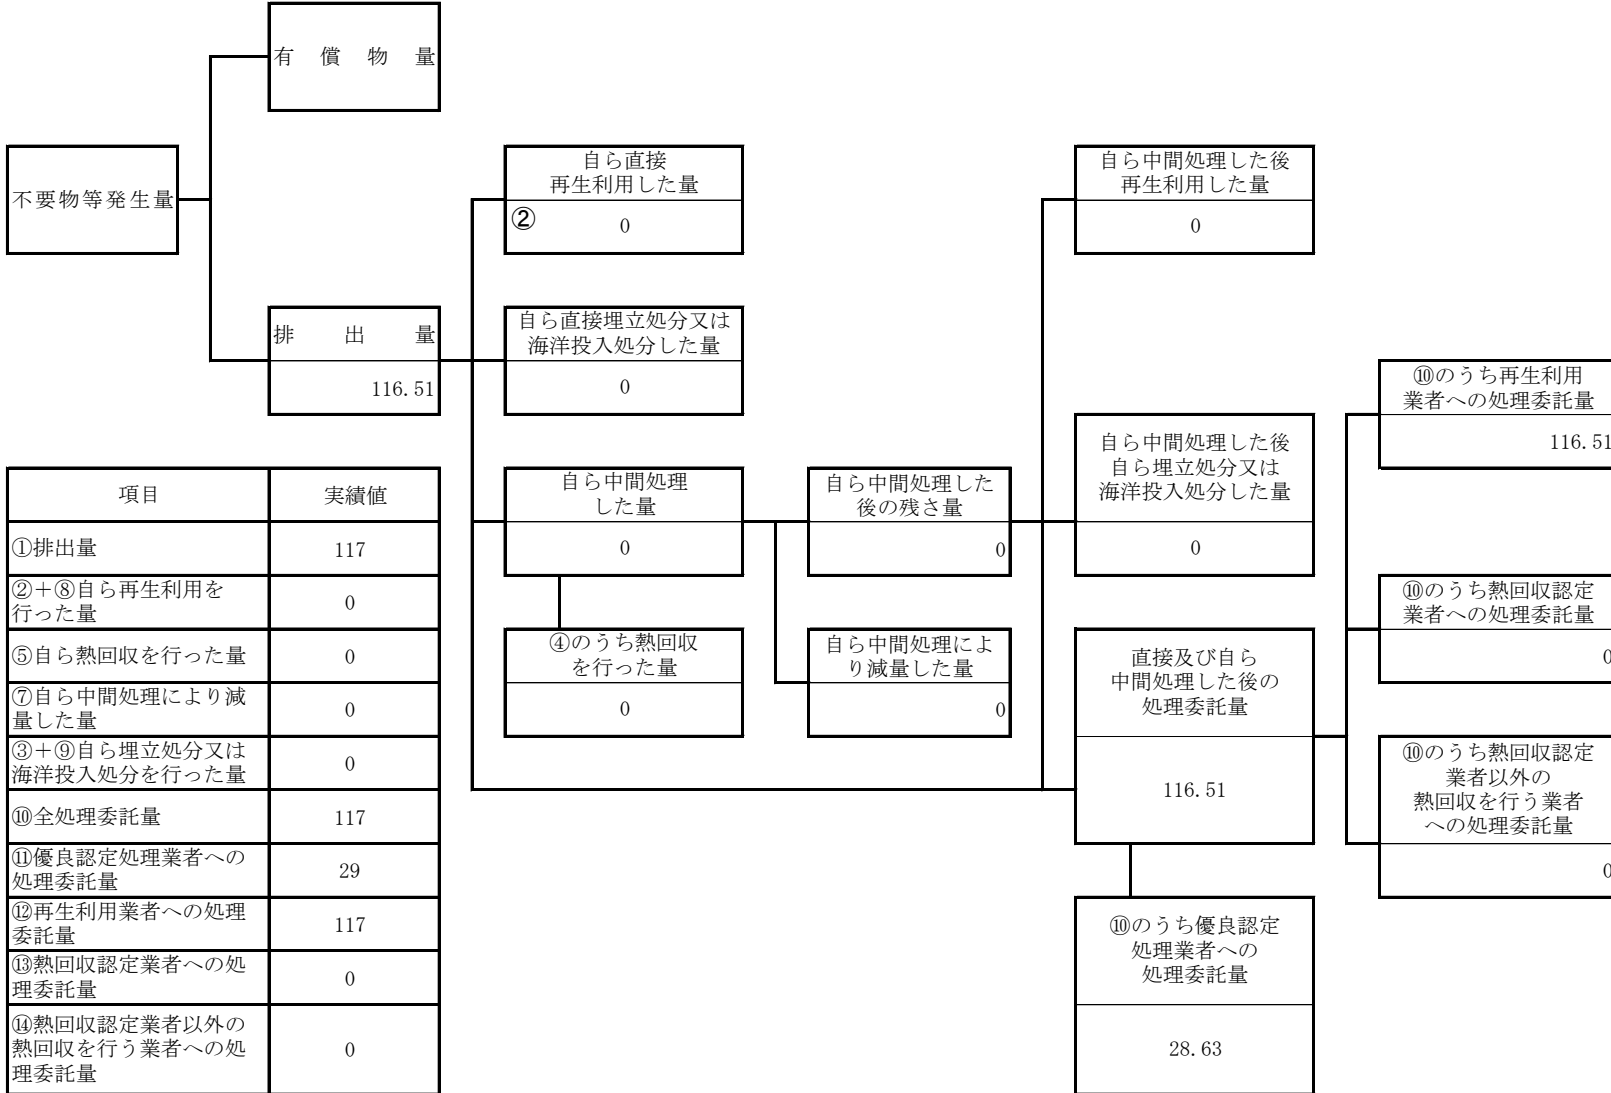 有償物量
不要物等発生量
排出量
116.51
自ら直接
再生利用した量
②
0
自ら直接埋立処分又は
海洋投入処分した量
0
自ら中間処理
した量
0
④のうち熱回収
を行った量
0
自ら中間処理した
後の残さ量
0
自ら中間処理によ
り減量した量
0
自ら中間処理した後
再生利用した量
0
自ら中間処理した後
自ら埋立処分又は
海洋投入処分した量
0
直接及び自ら
中間処理した後の
処理委託量
116.51
⑩のうち優良認定
処理業者への
処理委託量
28.63
⑩のうち再生利用
業者への処理委託量
116.51
⑩のうち熱回収認定
業者への処理委託量
0
⑩のうち熱回収認定
業者以外の
熱回収を行う業者
への処理委託量
0
項目 実績値
①排出量 117
②＋⑧自ら再生利用を
行った量 0
⑤自ら熱回収を行った量 0
⑦自ら中間処理により減
量した量 0
③＋⑨自ら埋立処分又は
海洋投入処分を行った量 0
⑩全処理委託量 117
⑪優良認定処理業者への
処理委託量 29
⑫再生利用業者への処理
委託量 117
⑬熱回収認定業者への処
理委託量 0
⑭熱回収認定業者以外の
熱回収を行う業者への処
理委託量 0